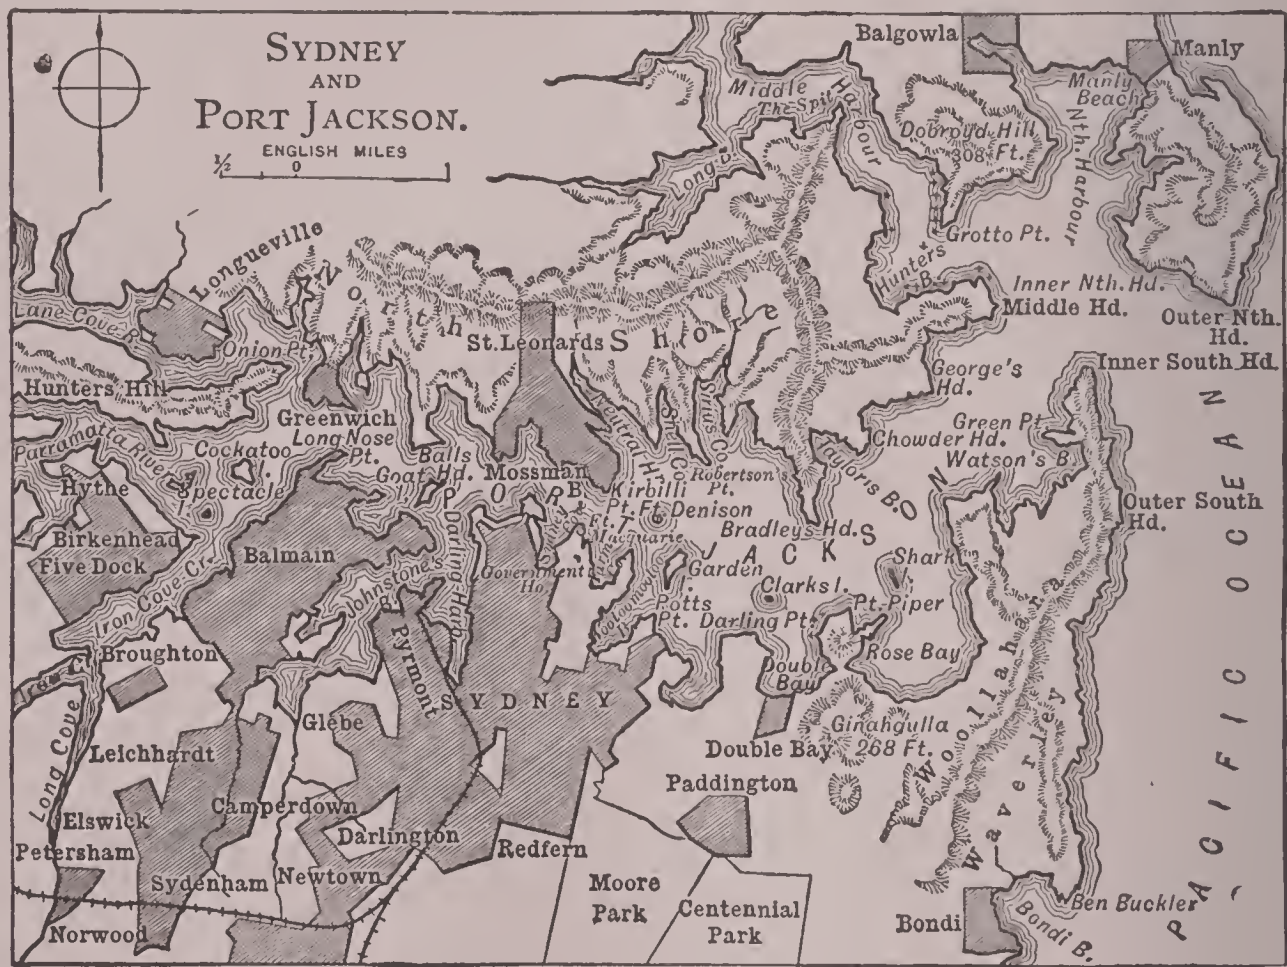 SYDNEY
AND
PORT JACKSON.
ENGLISH MILES
½ 0
Balgowla
Manly
Manly
Beach
Middle
Harbour
The Spit
Dobroyd Hill
308 Ft.
Nth. Harbour
Long B.
Grotto Pt.
Hunters
B.
Inner Nth. Hd.
Middle Hd.
Outer Nth.
Hd.
Inner South Hd.
Longueville
North Shore
Lane Cove R.
Onion Pt.
St. Leonards
Hunters Hill
George's
Hd.
Greenwich
Long Nose
Pt.
Green Pt.
Chowder Hd.
Watson's B.
Parramatta River
Cockatoo
I.
Balls
Hd.
Mossman
B.
Neutral H.
Shell Co.
Sirius Co.
Robertson's
Pt.
Taylors B.
Hythe
Spectacle
I.
Goat
I.
Kirbilli
Pt.
Ft. Denison
Bradleys Hd.
Outer South
Hd.
PORT JACKSON
Birkenhead
Five Dock
Balmain
Darling Harb.
Ft.
Macquarie
Government
Ho.
Garden
Shark
Clarks I.
Iron Cove Cr.
Johnstone's
B.
Woolloomooloo
Potts
Pt.
Darling Pt.
Pt. Piper
Broughton
Pyrmont
Rose Bay
Double
Bay
SYDNEY
Woollahra
Long Cove
Glebe
Ginahgulla
268 Ft.
Leichhardt
Double Bay
Waverley
Paddington
Camperdown
Elswick
Darlington
Petersham
Redfern
Sydenham
Newtown
Moore
Park
Centennial
Park
Norwood
Bondi
Bondi B.
Ben Buckler
PACIFIC OCEAN